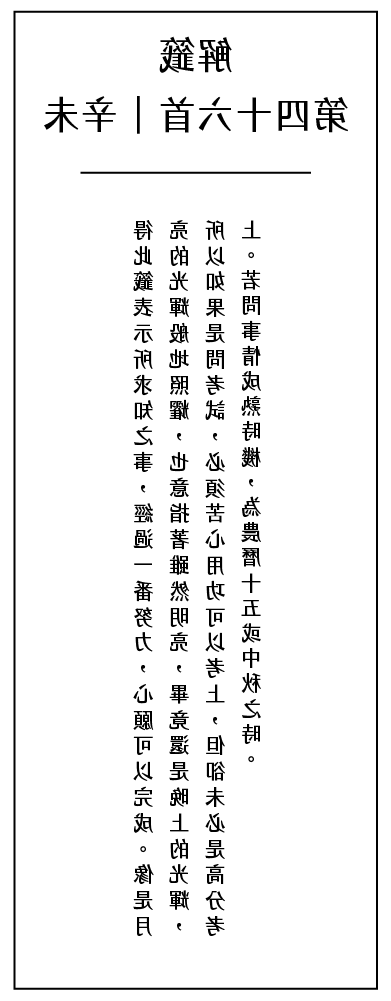 解籤
第四十六首｜辛未
得此籤表示所求知之事，經過一番努力，心願可以完成。像是月
亮的光輝般地照耀，也意指著雖然明亮，畢竟還是晚上的光輝，
所以如果是問考試，必須苦心用功可以考上，但卻未必是高分考
上。若問事情成熟時機，為農曆十五或中秋之時。